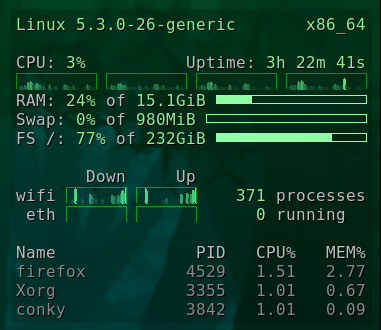 Linux 5.3.0-26-generic x86_64
CPU: 3% Uptime: 3h 22m 41s
RAM: 24% of 15.1GiB
Swap: 0% of 980MiB
FS /: 77% of 232GiB
Down Up
wifi 371 processes
eth 0 running
Name PID CPU% MEM%
firefox 4529 1.51 2.77
Xorg 3355 1.01 0.67
conky 3842 1.01 0.09